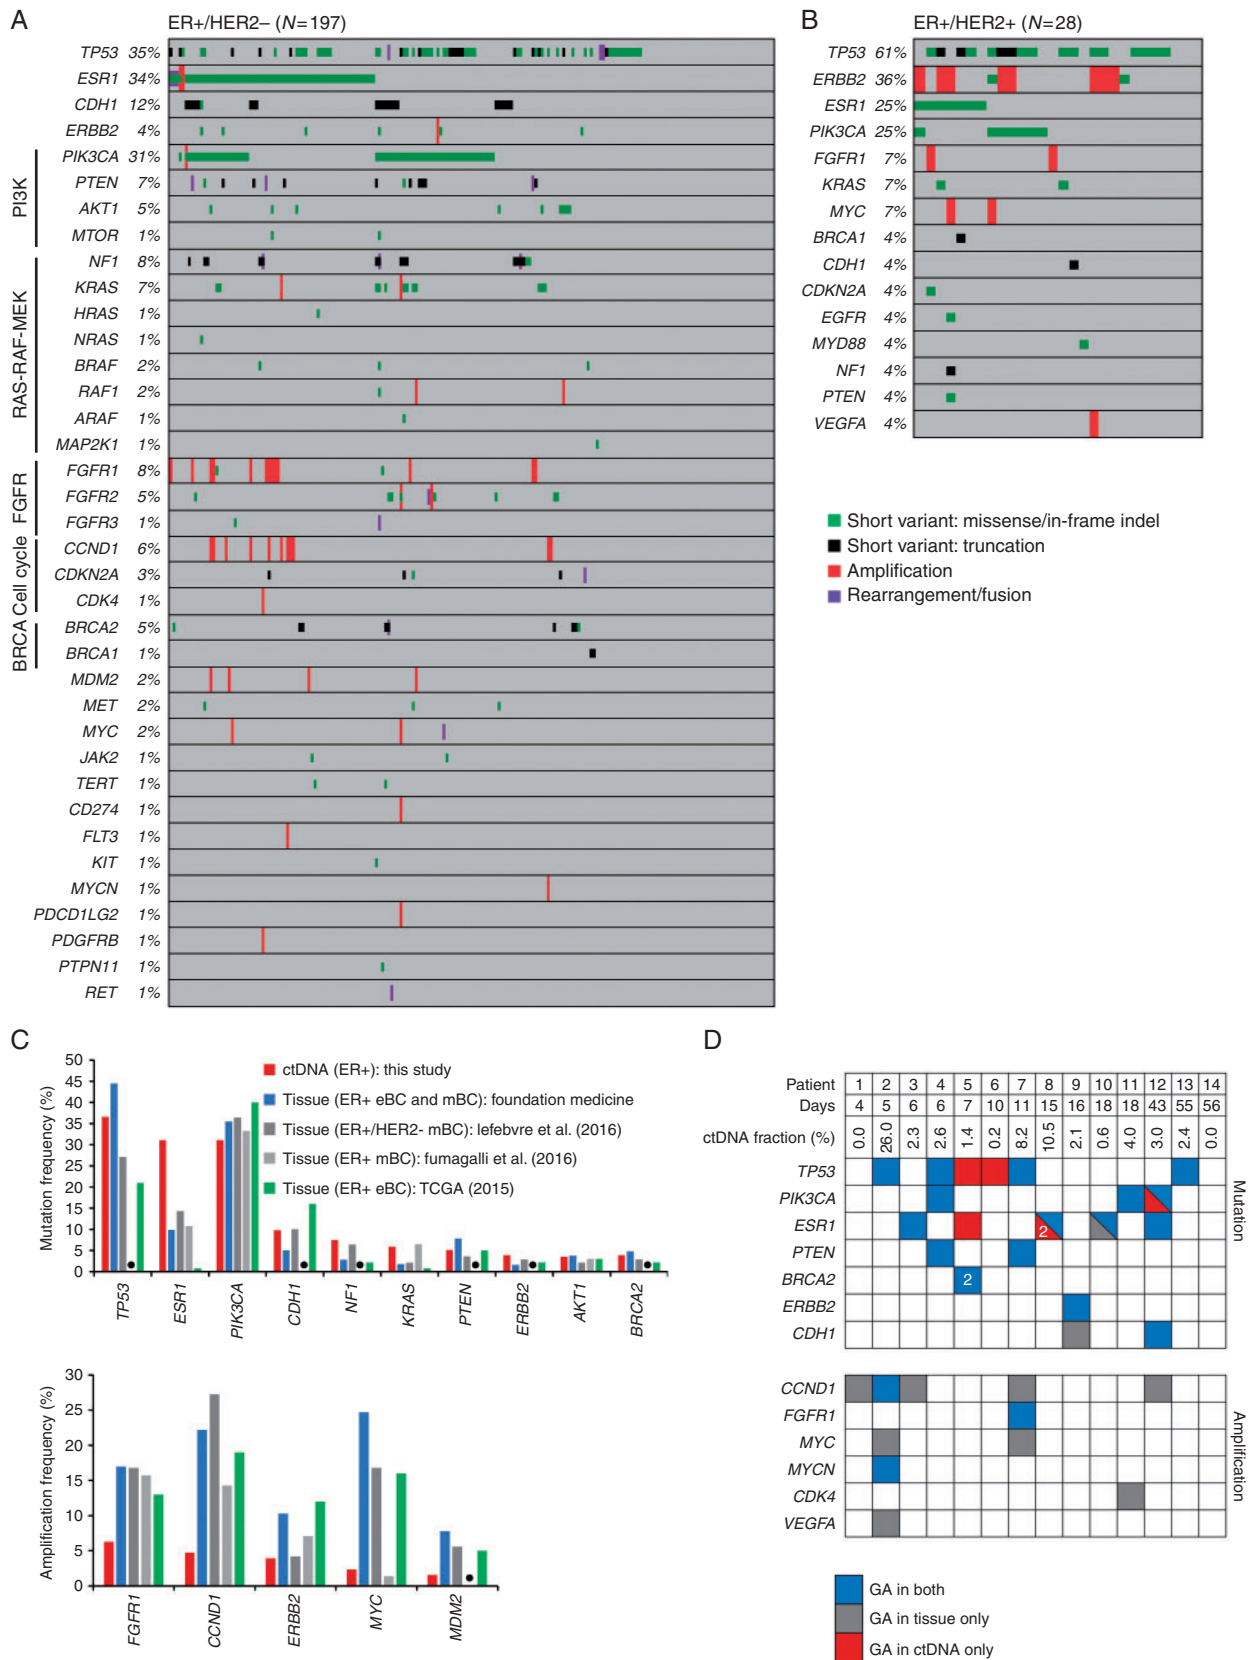 A
ER+/HER2– (N=197)
TP53 35%
ESR1 34%
CDH1 12%
ERBB2 4%
PI3K
PIK3CA 31%
PTEN 7%
AKT1 5%
MTOR 1%
RAS-RAF-MEK
NF1 8%
KRAS 7%
HRAS 1%
NRAS 1%
BRAF 2%
RAF1 2%
ARAF 1%
MAP2K1 1%
FGFR
FGFR1 8%
FGFR2 5%
FGFR3 1%
Cell cycle
CCND1 6%
CDKN2A 3%
CDK4 1%
BRCA
BRCA2 5%
BRCA1 1%
MDM2 2%
MET 2%
MYC 2%
JAK2 1%
TERT 1%
CD274 1%
FLT3 1%
KIT 1%
MYCN 1%
PDCD1LG2 1%
PDGFRB 1%
PTPN11 1%
RET 1%
B
ER+/HER2+ (N=28)
TP53 61%
ERBB2 36%
ESR1 25%
PIK3CA 25%
FGFR1 7%
KRAS 7%
MYC 7%
BRCA1 4%
CDH1 4%
CDKN2A 4%
EGFR 4%
MYD88 4%
NF1 4%
PTEN 4%
VEGFA 4%
Short variant: missense/in-frame indel
Short variant: truncation
Amplification
Rearrangement/fusion
C
Mutation frequency (%)
50
45
40
35
30
25
20
15
10
5
0
ctDNA (ER+): this study
Tissue (ER+ eBC and mBC): foundation medicine
Tissue (ER+/HER2- mBC): lefebvre et al. (2016)
Tissue (ER+ mBC): fumagalli et al. (2016)
Tissue (ER+ eBC): TCGA (2015)
TP53 ESR1 PIK3CA CDH1 NF1 KRAS PTEN ERBB2 AKT1 BRCA2
Amplification frequency (%)
30
25
20
15
10
5
0
FGFR1 CCND1 ERBB2 MYC MDM2
D
Patient 1 2 3 4 5 6 7 8 9 10 11 12 13 14
Days 4 5 6 6 7 10 11 15 16 18 18 43 55 56
ctDNA fraction (%) 0.0 26.0 2.3 2.6 1.4 0.2 8.2 10.5 2.1 0.6 4.0 3.0 2.4 0.0
Mutation
TP53
PIK3CA
ESR1 2
PTEN
BRCA2 2
ERBB2
CDH1
Amplification
CCND1
FGFR1
MYC
MYCN
CDK4
VEGFA
GA in both
GA in tissue only
GA in ctDNA only